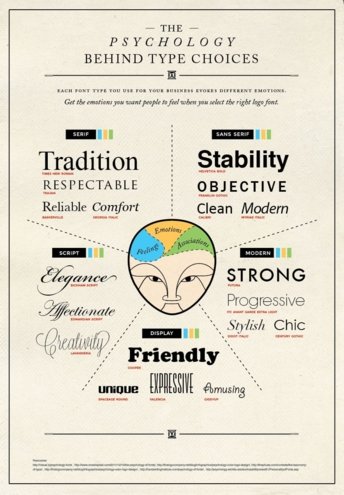 — THE —
PSYCHOLOGY
BEHIND TYPE CHOICES
EACH FONT TYPE YOU USE FOR YOUR BUSINESS EVOKES DIFFERENT EMOTIONS.
Get the emotions you want people to feel when you select the right logo font.
SERIF
Tradition
TIMES NEW ROMAN
RESPECTABLE
TRAJAN
Reliable Comfort
BASKERVILLE GEORGIA ITALIC
SANS SERIF
Stability
HELVETICA BOLD
OBJECTIVE
FRANKLIN GOTHIC
Clean Modern
CALIBRI MYRIAD ITALIC
Feelings
Emotions
Associations
SCRIPT
Elegance
BICKHAM SCRIPT
Affectionate
EDWARDIAN SCRIPT
Creativity
LAVANDERIA
MODERN
STRONG
FUTURA
Progressive
ITC AVANT GARDE EXTRA LIGHT
Stylish Chic
DIDOT ITALIC CENTURY GOTHIC
DISPLAY
Friendly
COOPER
unique EXPRESSIVE Amusing
SPACEAGE ROUND VALENCIA GIDDYUP